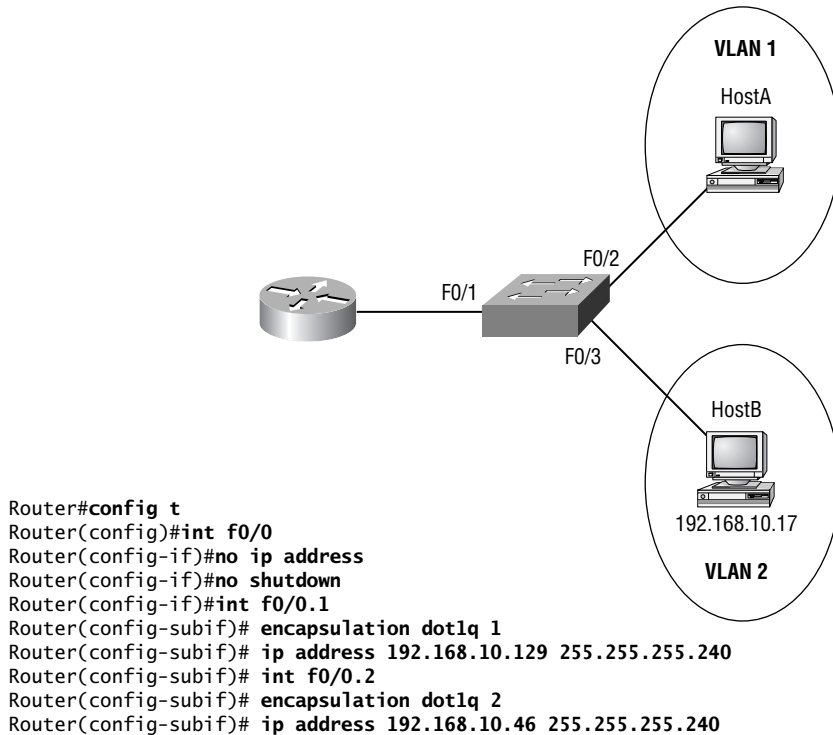 VLAN 1
HostA
F0/2
F0/1
F0/3
HostB
192.168.10.17
VLAN 2
Router#config t
Router(config)#int f0/0
Router(config-if)#no ip address
Router(config-if)#no shutdown
Router(config-if)#int f0/0.1
Router(config-subif)# encapsulation dot1q 1
Router(config-subif)# ip address 192.168.10.129 255.255.255.240
Router(config-subif)# int f0/0.2
Router(config-subif)# encapsulation dot1q 2
Router(config-subif)# ip address 192.168.10.46 255.255.255.240